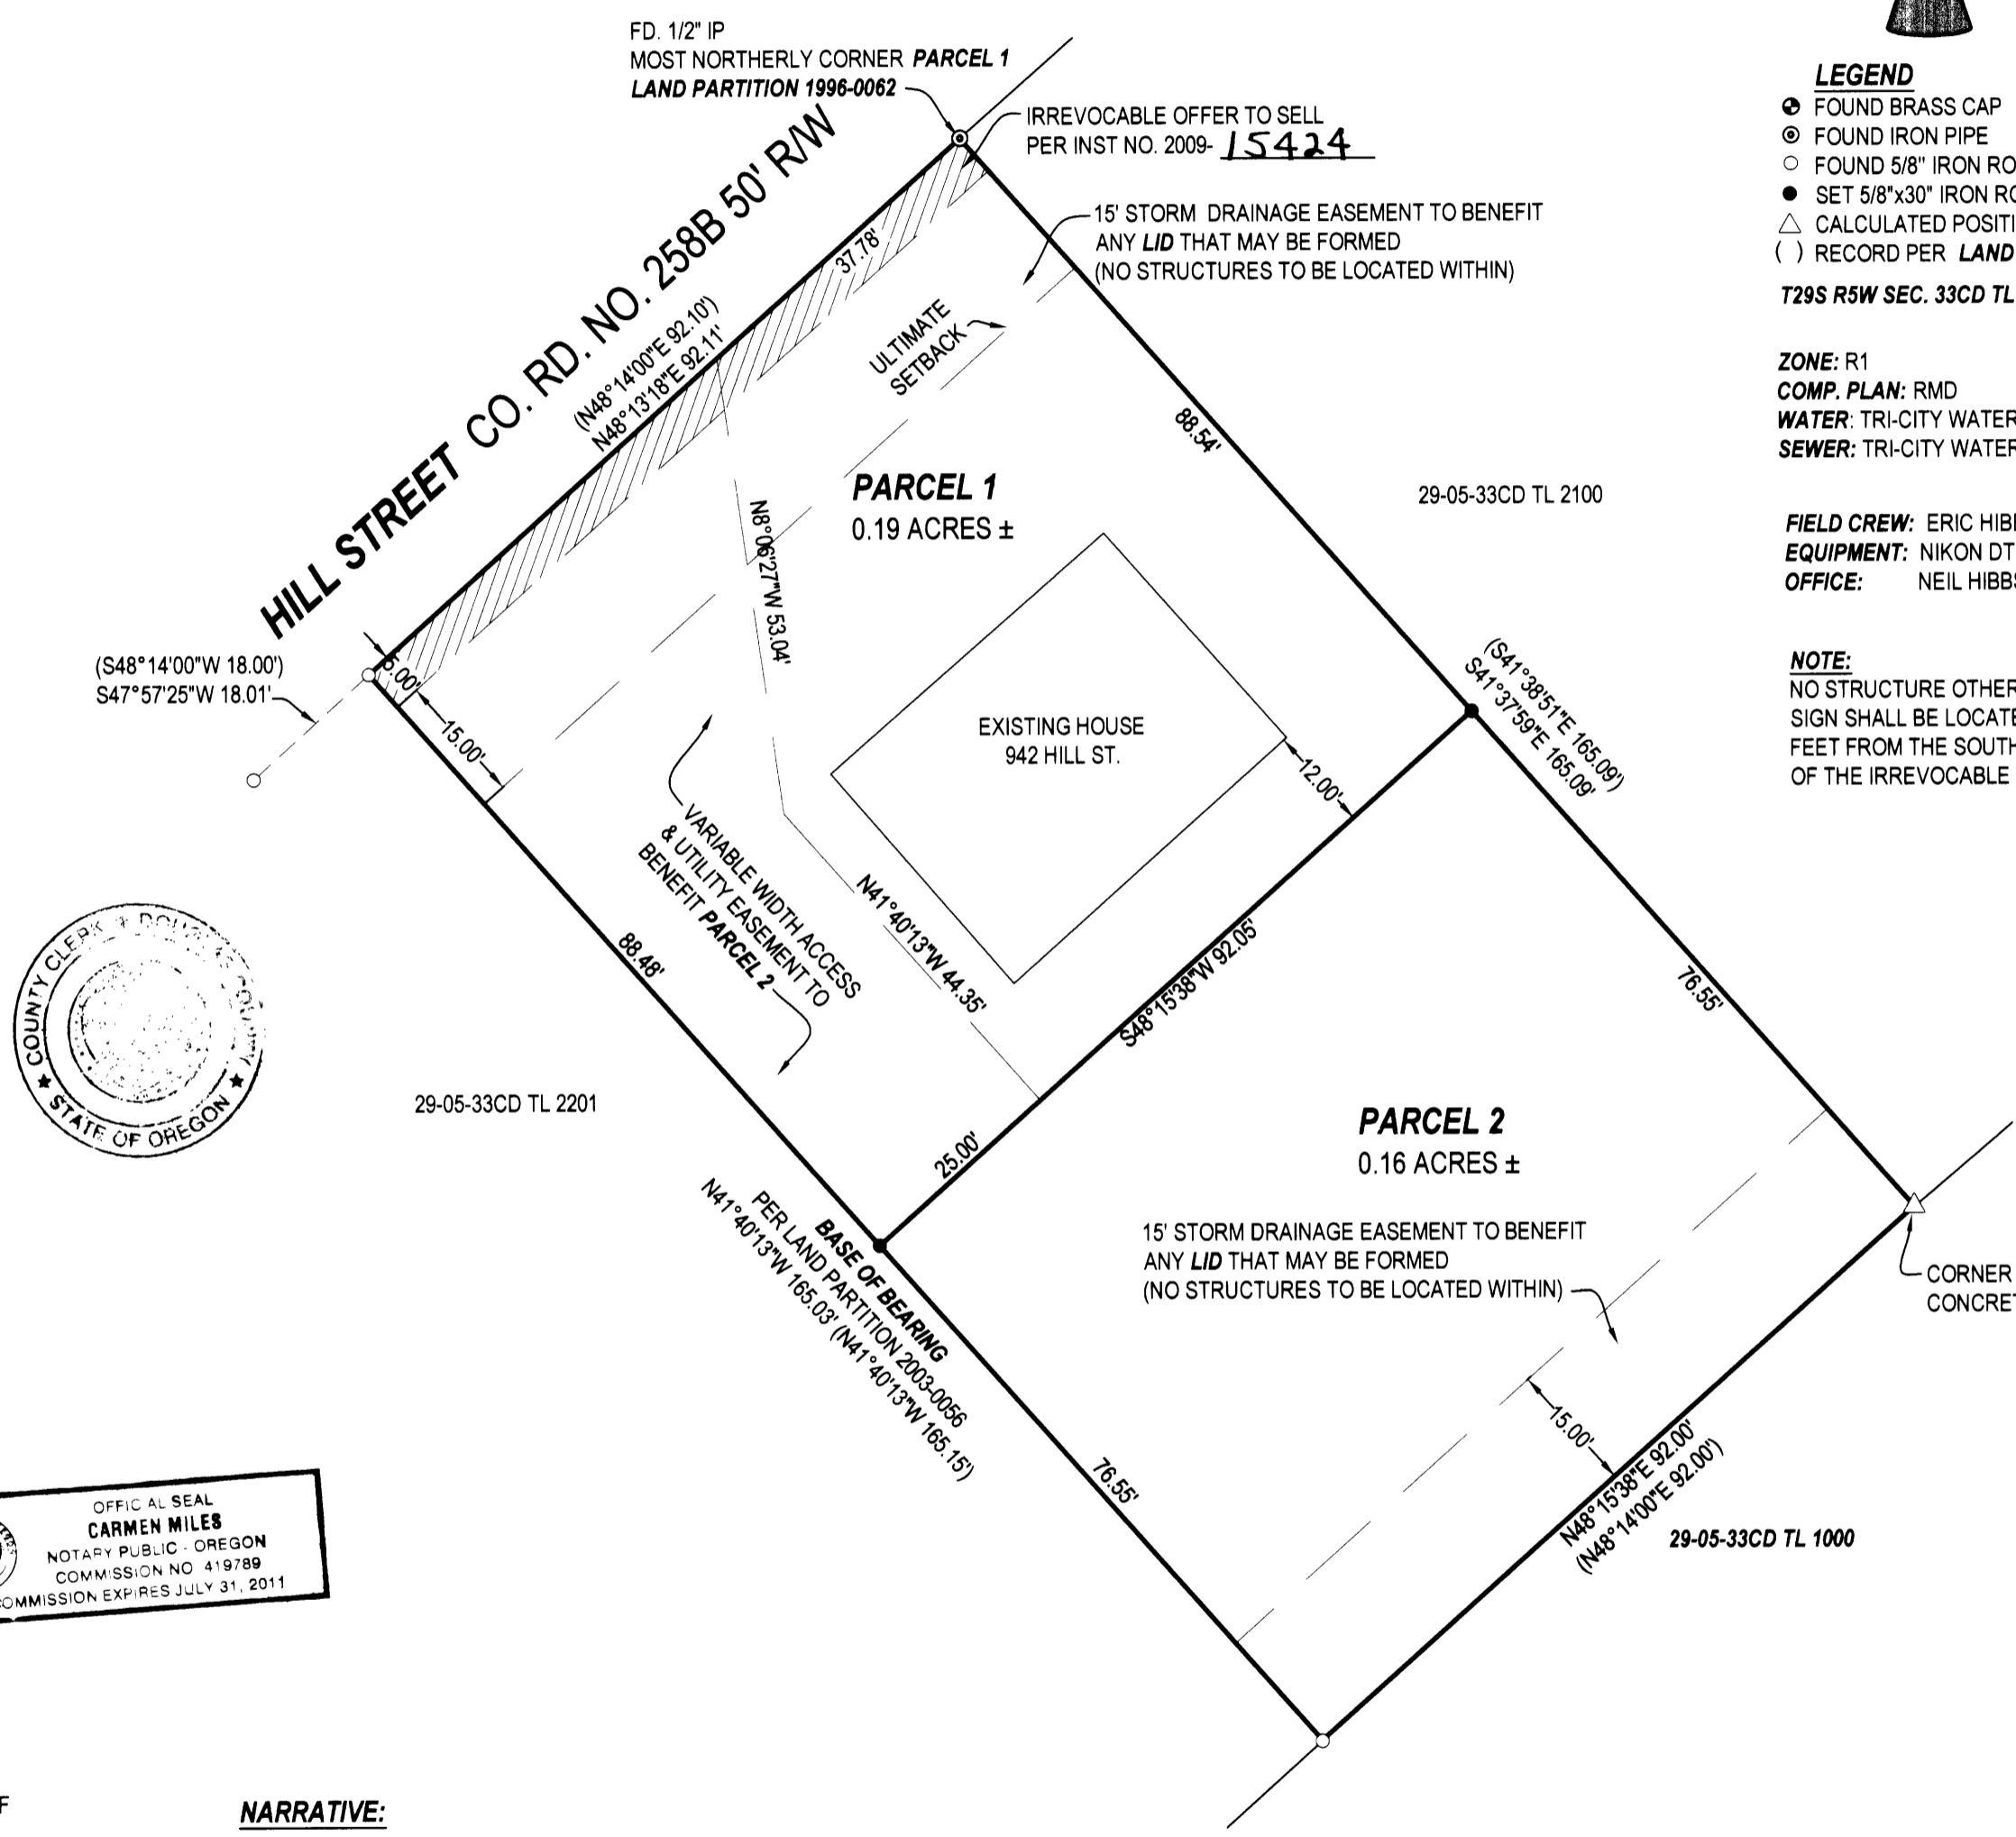 FD. 1/2" IP
MOST NORTHERLY CORNER PARCEL 1
LAND PARTITION 1996-0062
IRREVOCABLE OFFER TO SELL
PER INST NO. 2009- 15424
15' STORM DRAINAGE EASEMENT TO BENEFIT
ANY LID THAT MAY BE FORMED
(NO STRUCTURES TO BE LOCATED WITHIN)
LEGEND
FOUND BRASS CAP
FOUND IRON PIPE
FOUND 5/8" IRON RO
SET 5/8"x30" IRON RO
CALCULATED POSITI
( ) RECORD PER LAND
T29S R5W SEC. 33CD TL
ZONE: R1
COMP. PLAN: RMD
WATER: TRI-CITY WATER
SEWER: TRI-CITY WATER
FIELD CREW: ERIC HIB
EQUIPMENT: NIKON DT
OFFICE: NEIL HIBB
NOTE:
NO STRUCTURE OTHER
SIGN SHALL BE LOCATE
FEET FROM THE SOUTH
OF THE IRREVOCABLE
HILL STREET CO. RD. NO. 258B 50' R/W
37.78'
(N48°14'00"E 92.10')
N48°13'18"E 92.11'
ULTIMATE
SETBACK
88.54'
PARCEL 1
0.19 ACRES ±
29-05-33CD TL 2100
N8°06'27"W 53.04'
(S48°14'00"W 18.00')
S47°57'25"W 18.01'
5.00'
15.00'
EXISTING HOUSE
942 HILL ST.
12.00'
(S41°38'51"E 165.09')
S41°37'59"E 165.09'
VARIABLE WIDTH ACCESS
& UTILITY EASEMENT TO
BENEFIT PARCEL 2
N41°40'13"W 44.35'
88.48'
S48°15'38"W 92.05'
76.55'
COUNTY CLERK
STATE OF OREGON
29-05-33CD TL 2201
25.00'
PARCEL 2
0.16 ACRES ±
BASE OF BEARING
PER LAND PARTITION 2003-0056
N41°40'13"W 165.03' (N41°40'13"W 165.15')
15' STORM DRAINAGE EASEMENT TO BENEFIT
ANY LID THAT MAY BE FORMED
(NO STRUCTURES TO BE LOCATED WITHIN)
CORNER
CONCRE
15.00'
76.55'
N48°15'38"E 92.00'
(N48°14'00"E 92.00')
29-05-33CD TL 1000
OFFIC AL SEAL
CARMEN MILES
NOTARY PUBLIC - OREGON
COMMISSION NO 419789
OMMISSION EXPIRES JULY 31, 2011
F
NARRATIVE: